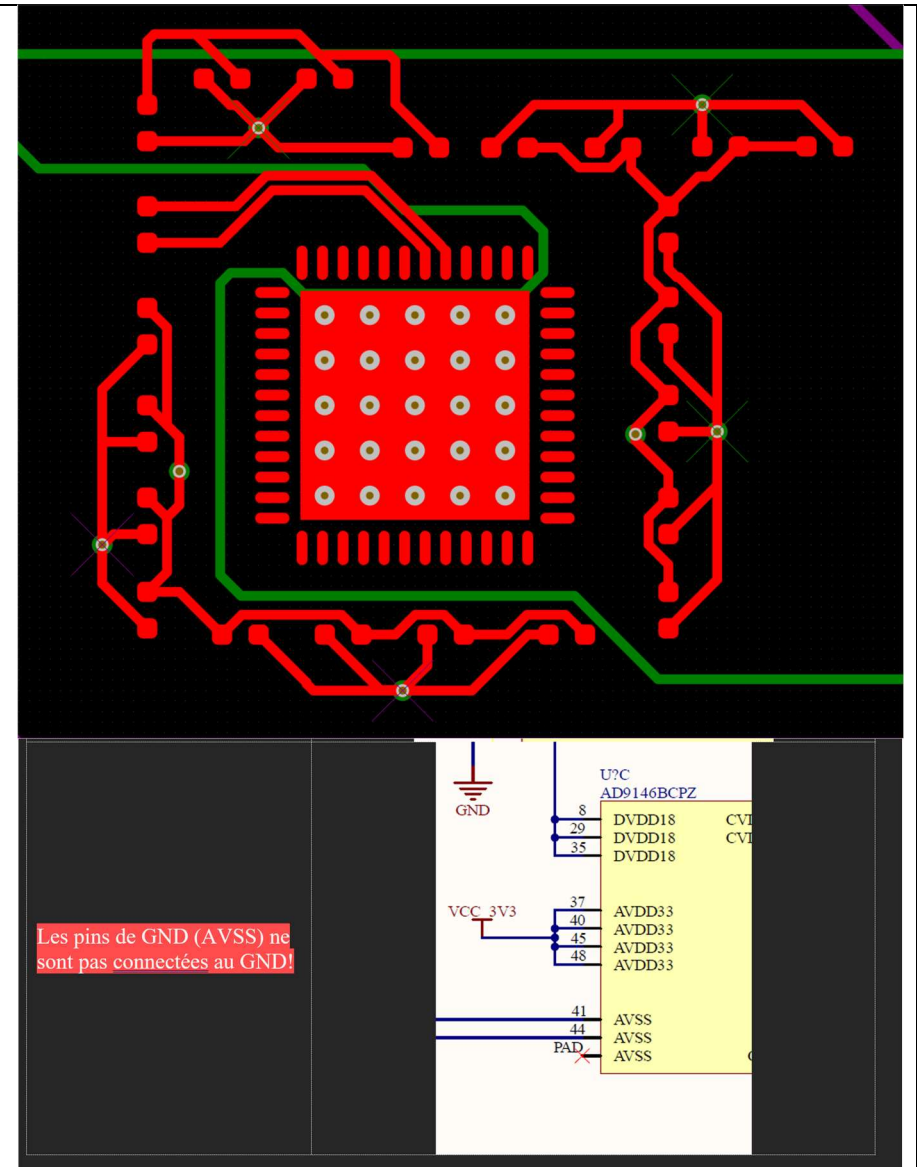 U?C
AD9146BCPZ
GND
8 DVDD18 CVI
29 DVDD18 CVI
35 DVDD18
VCC_3V3
37 AVDD33
40 AVDD33
45 AVDD33
48 AVDD33
Les pins de GND (AVSS) ne
sont pas connectées au GND!
41 AVSS
44 AVSS
PAD AVSS